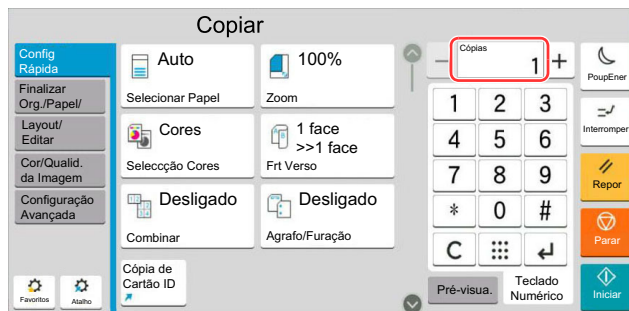 Copiar
Config
Rápida
Finalizar
Org./Papel/
Layout/
Editar
Cor/Qualid.
da Imagem
Configuração
Avançada
Favoritos
Atalho
Auto
Selecionar Papel
100%
Zoom
Cores
Seleccção Cores
1 face
>>1 face
Frt Verso
Desligado
Combinar
Desligado
Agrafo/Furação
Cópia de
Cartão ID
Cópias
− 1 +
1 2 3
4 5 6
7 8 9
* 0 #
C
Pré-visua.
Teclado
Numérico
PoupEner
Interromper
Repor
Parar
Iniciar